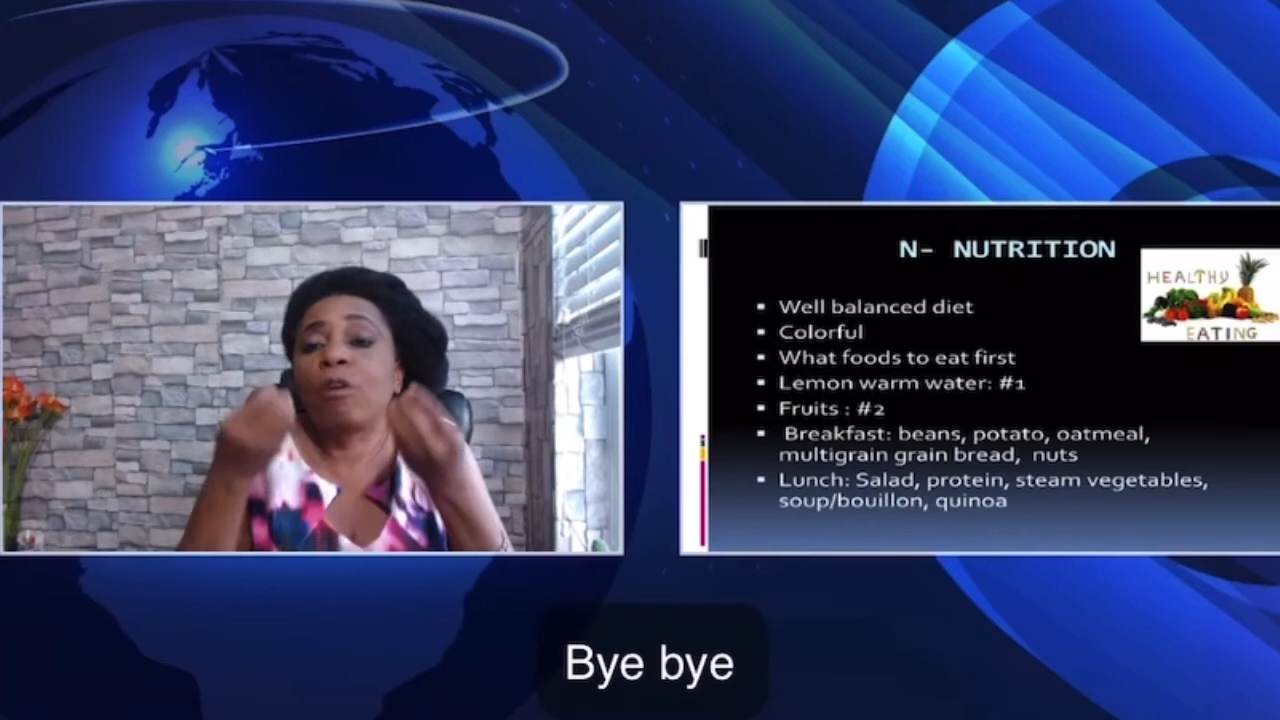 N- NUTRITION
HEALTHY
EATING
▪ Well balanced diet
▪ Colorful
▪ What foods to eat first
▪ Lemon warm water: #1
▪ Fruits : #2
▪ Breakfast: beans, potato, oatmeal,
multigrain grain bread, nuts
▪ Lunch: Salad, protein, steam vegetables,
soup/bouillon, quinoa
Bye bye